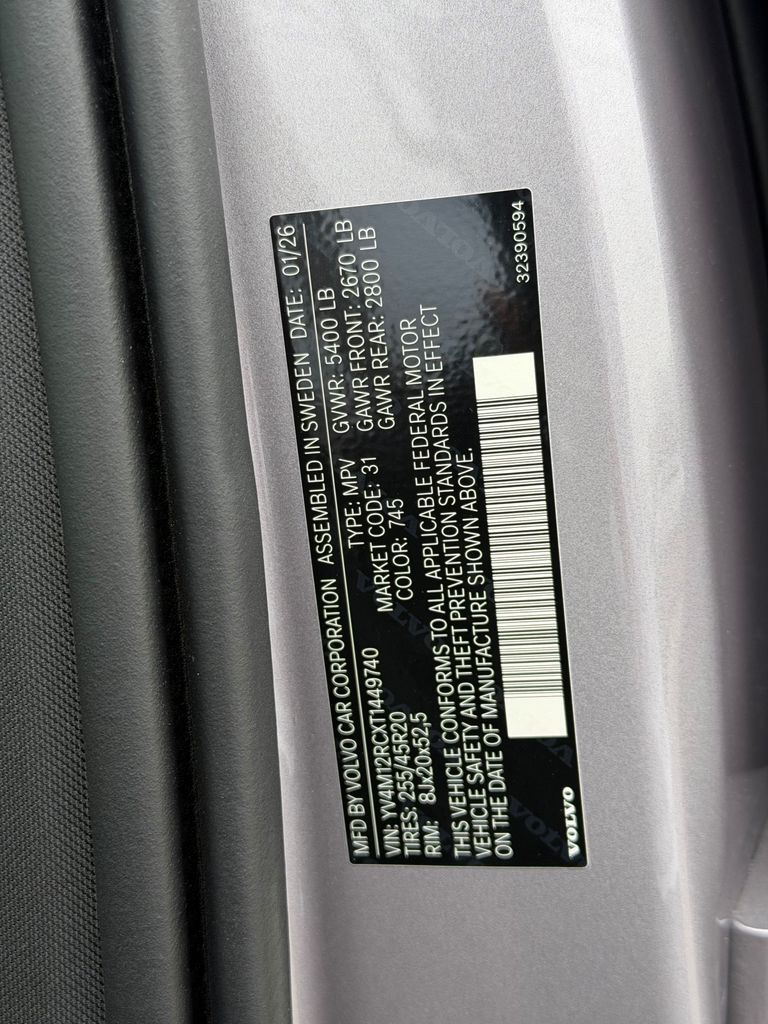 MFD BY VOLVO CAR CORPORATION ASSEMBLED IN SWEDEN DATE: 01/26
VIN: YV4M12RCXT1449740 TYPE: MPV GVWR: 5400 LB
TIRES: 255/45R20 MARKET CODE: 31 GAWR FRONT: 2670 LB
RIM: 8Jx20x52,5 COLOR: 745 GAWR REAR: 2800 LB
THIS VEHICLE CONFORMS TO ALL APPLICABLE FEDERAL MOTOR
VEHICLE SAFETY AND THEFT PREVENTION STANDARDS IN EFFECT
ON THE DATE OF MANUFACTURE SHOWN ABOVE.
VOLVO
32390594